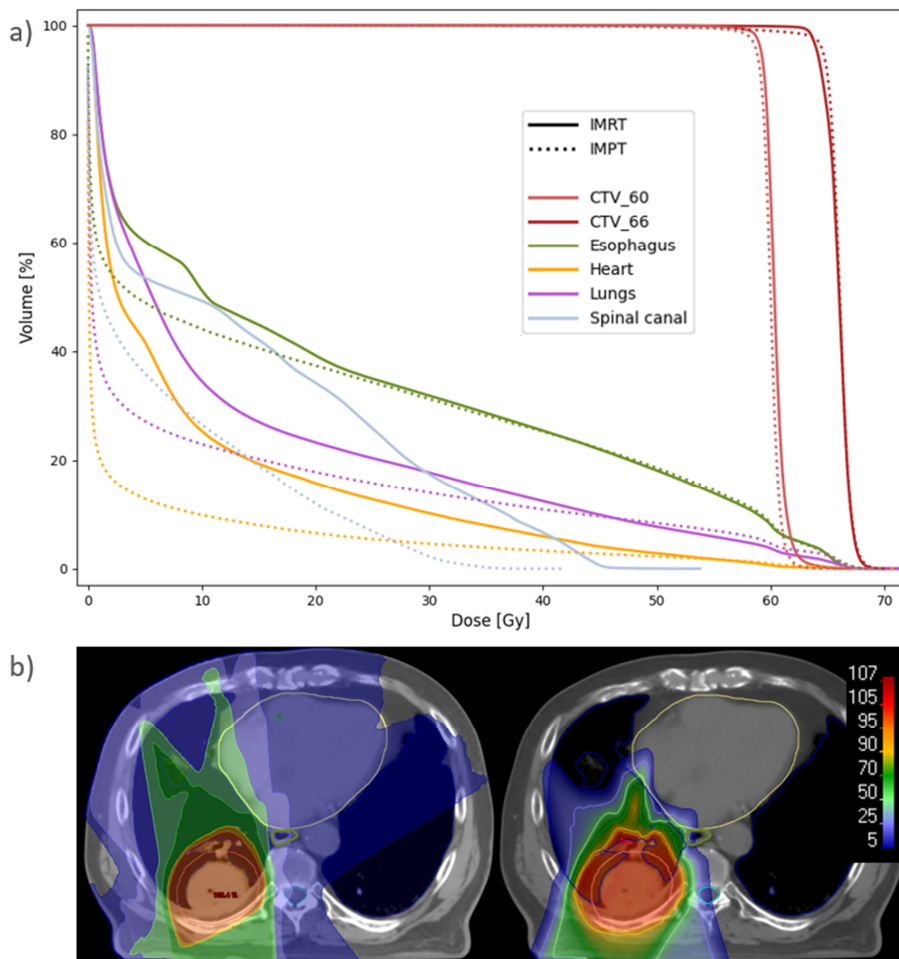 a)
100
80
60
40
20
0
Volume [%]
IMRT
IMPT
CTV_60
CTV_66
Esophagus
Heart
Lungs
Spinal canal
0 10 20 30 40 50 60 70
Dose [Gy]
b)
107
105
95
90
70
50
25
5